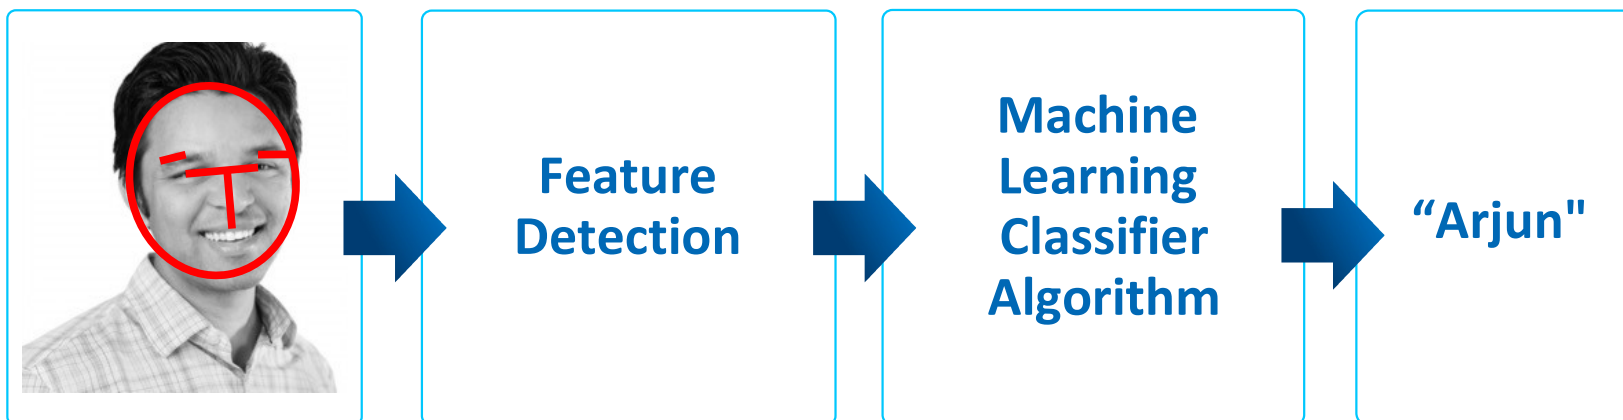 Feature
Detection
Machine
Learning
Classifier
Algorithm
“Arjun"